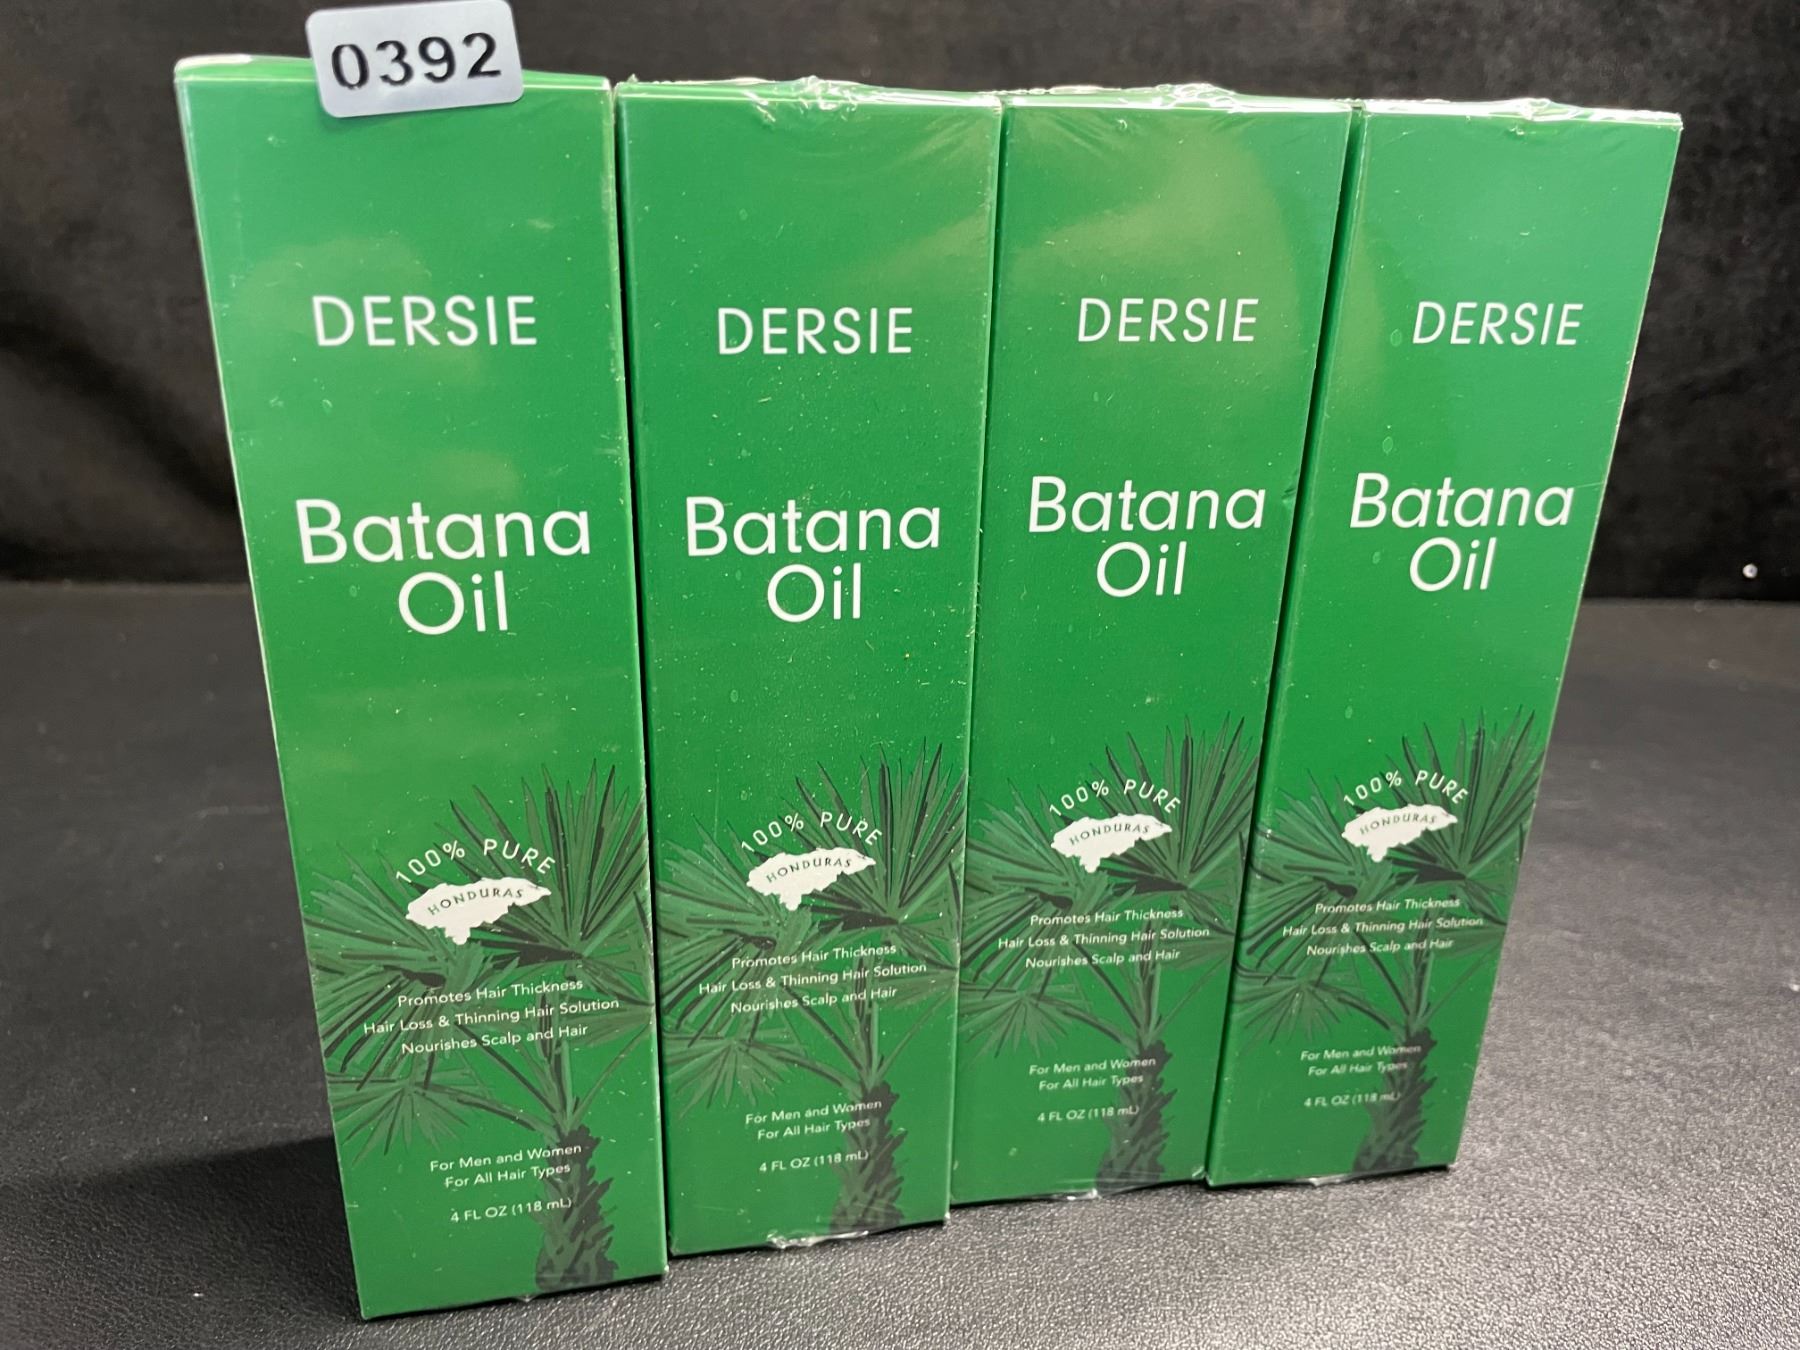 0392
DERSIE
Batana
Oil
100% PURE
HONDURAS
Promotes Hair Thickness
Hair Loss & Thinning Hair Solution
Nourishes Scalp and Hair
For Men and Women
For All Hair Types
4 FL OZ (118 mL)
DERSIE
Batana
Oil
100% PURE
HONDURAS
Promotes Hair Thickness
Hair Loss & Thinning Hair Solution
Nourishes Scalp and Hair
For Men and Women
For All Hair Types
4 FL OZ (118 mL)
DERSIE
Batana
Oil
100% PURE
HONDURAS
Promotes Hair Thickness
Hair Loss & Thinning Hair Solution
Nourishes Scalp and Hair
For Men and Women
For All Hair Types
4 FL OZ (118 mL)
DERSIE
Batana
Oil
100% PURE
HONDURAS
Promotes Hair Thickness
Hair Loss & Thinning Hair Solution
Nourishes Scalp and Hair
For Men and Women
For All Hair Types
4 FL OZ (118 mL)